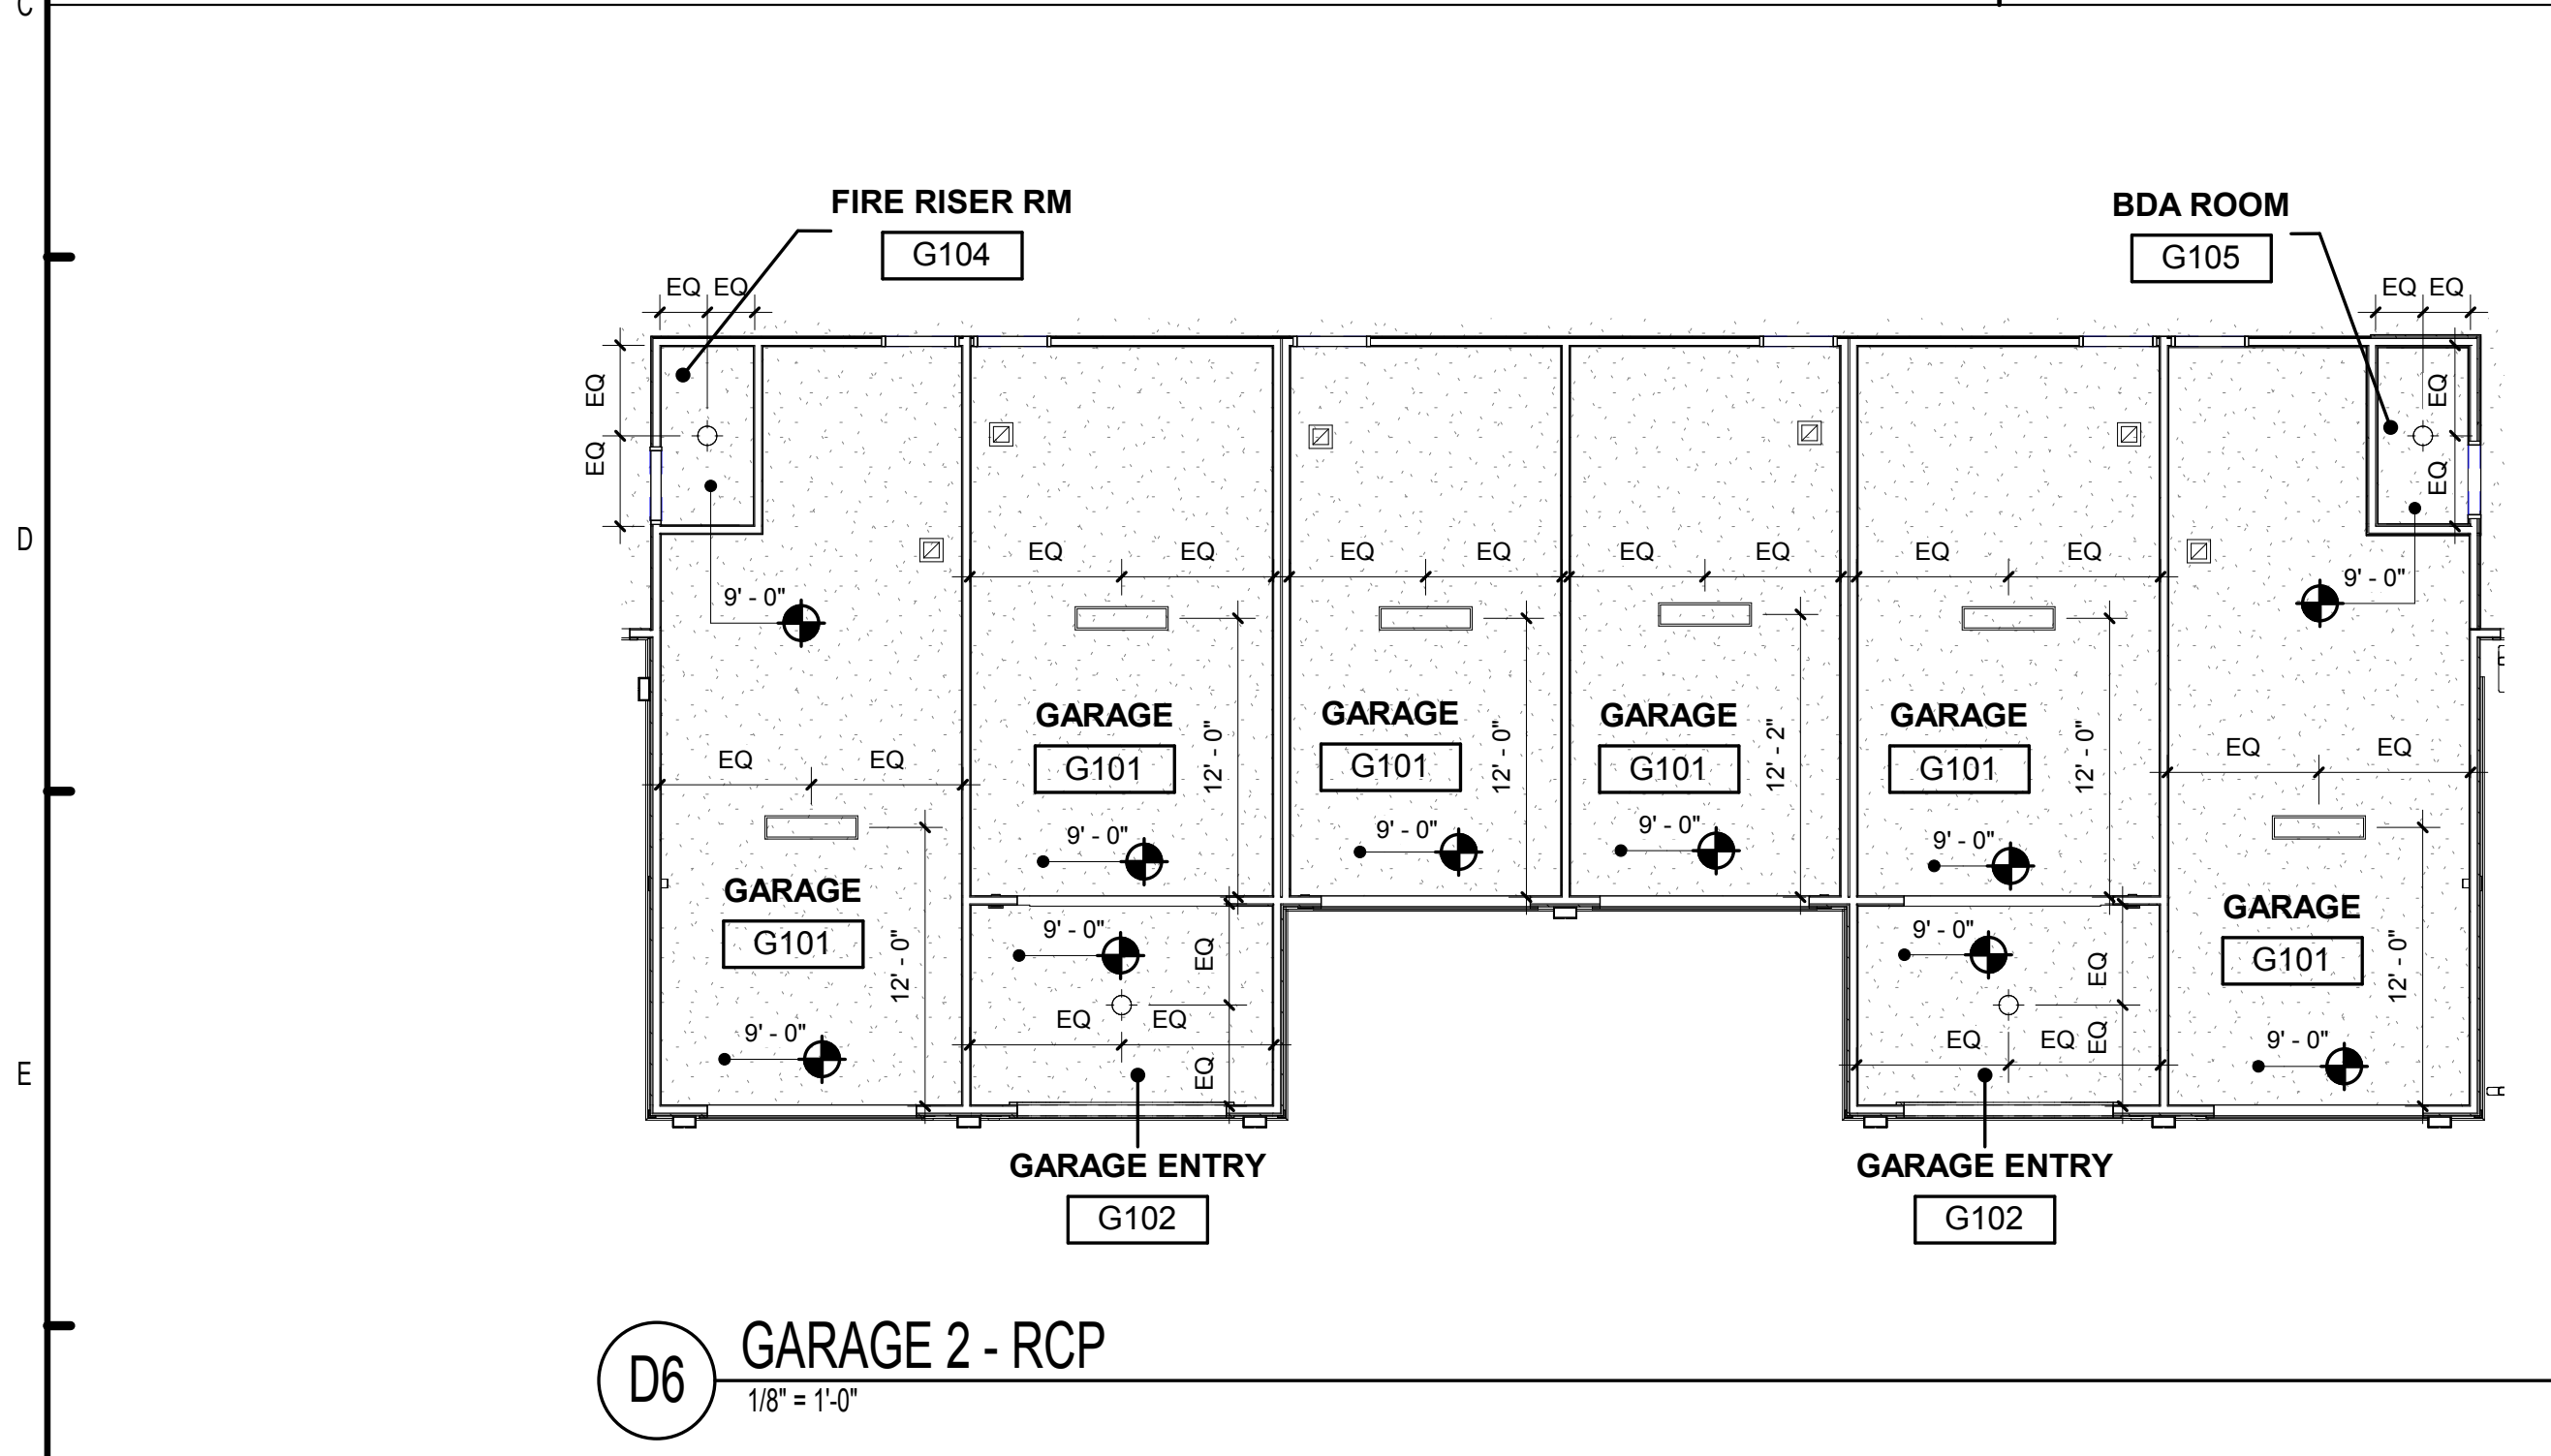 C
FIRE RISER RM
G104
BDA ROOM
G105
EQ EQ
EQ EQ
EQ
EQ
EQ
EQ
D
EQ EQ
EQ EQ
EQ EQ
EQ EQ
9' - 0"
9' - 0"
GARAGE
G101
12' - 0"
GARAGE
G101
12' - 0"
GARAGE
G101
12' - 2"
GARAGE
G101
12' - 0"
EQ EQ
EQ EQ
9' - 0"
9' - 0"
9' - 0"
9' - 0"
GARAGE
G101
12' - 0"
GARAGE
G101
12' - 0"
9' - 0"
EQ
9' - 0"
EQ
EQ EQ
EQ
EQ EQ
EQ
9' - 0"
9' - 0"
E
GARAGE ENTRY
G102
GARAGE ENTRY
G102
D6
GARAGE 2 - RCP
1/8" = 1'-0"